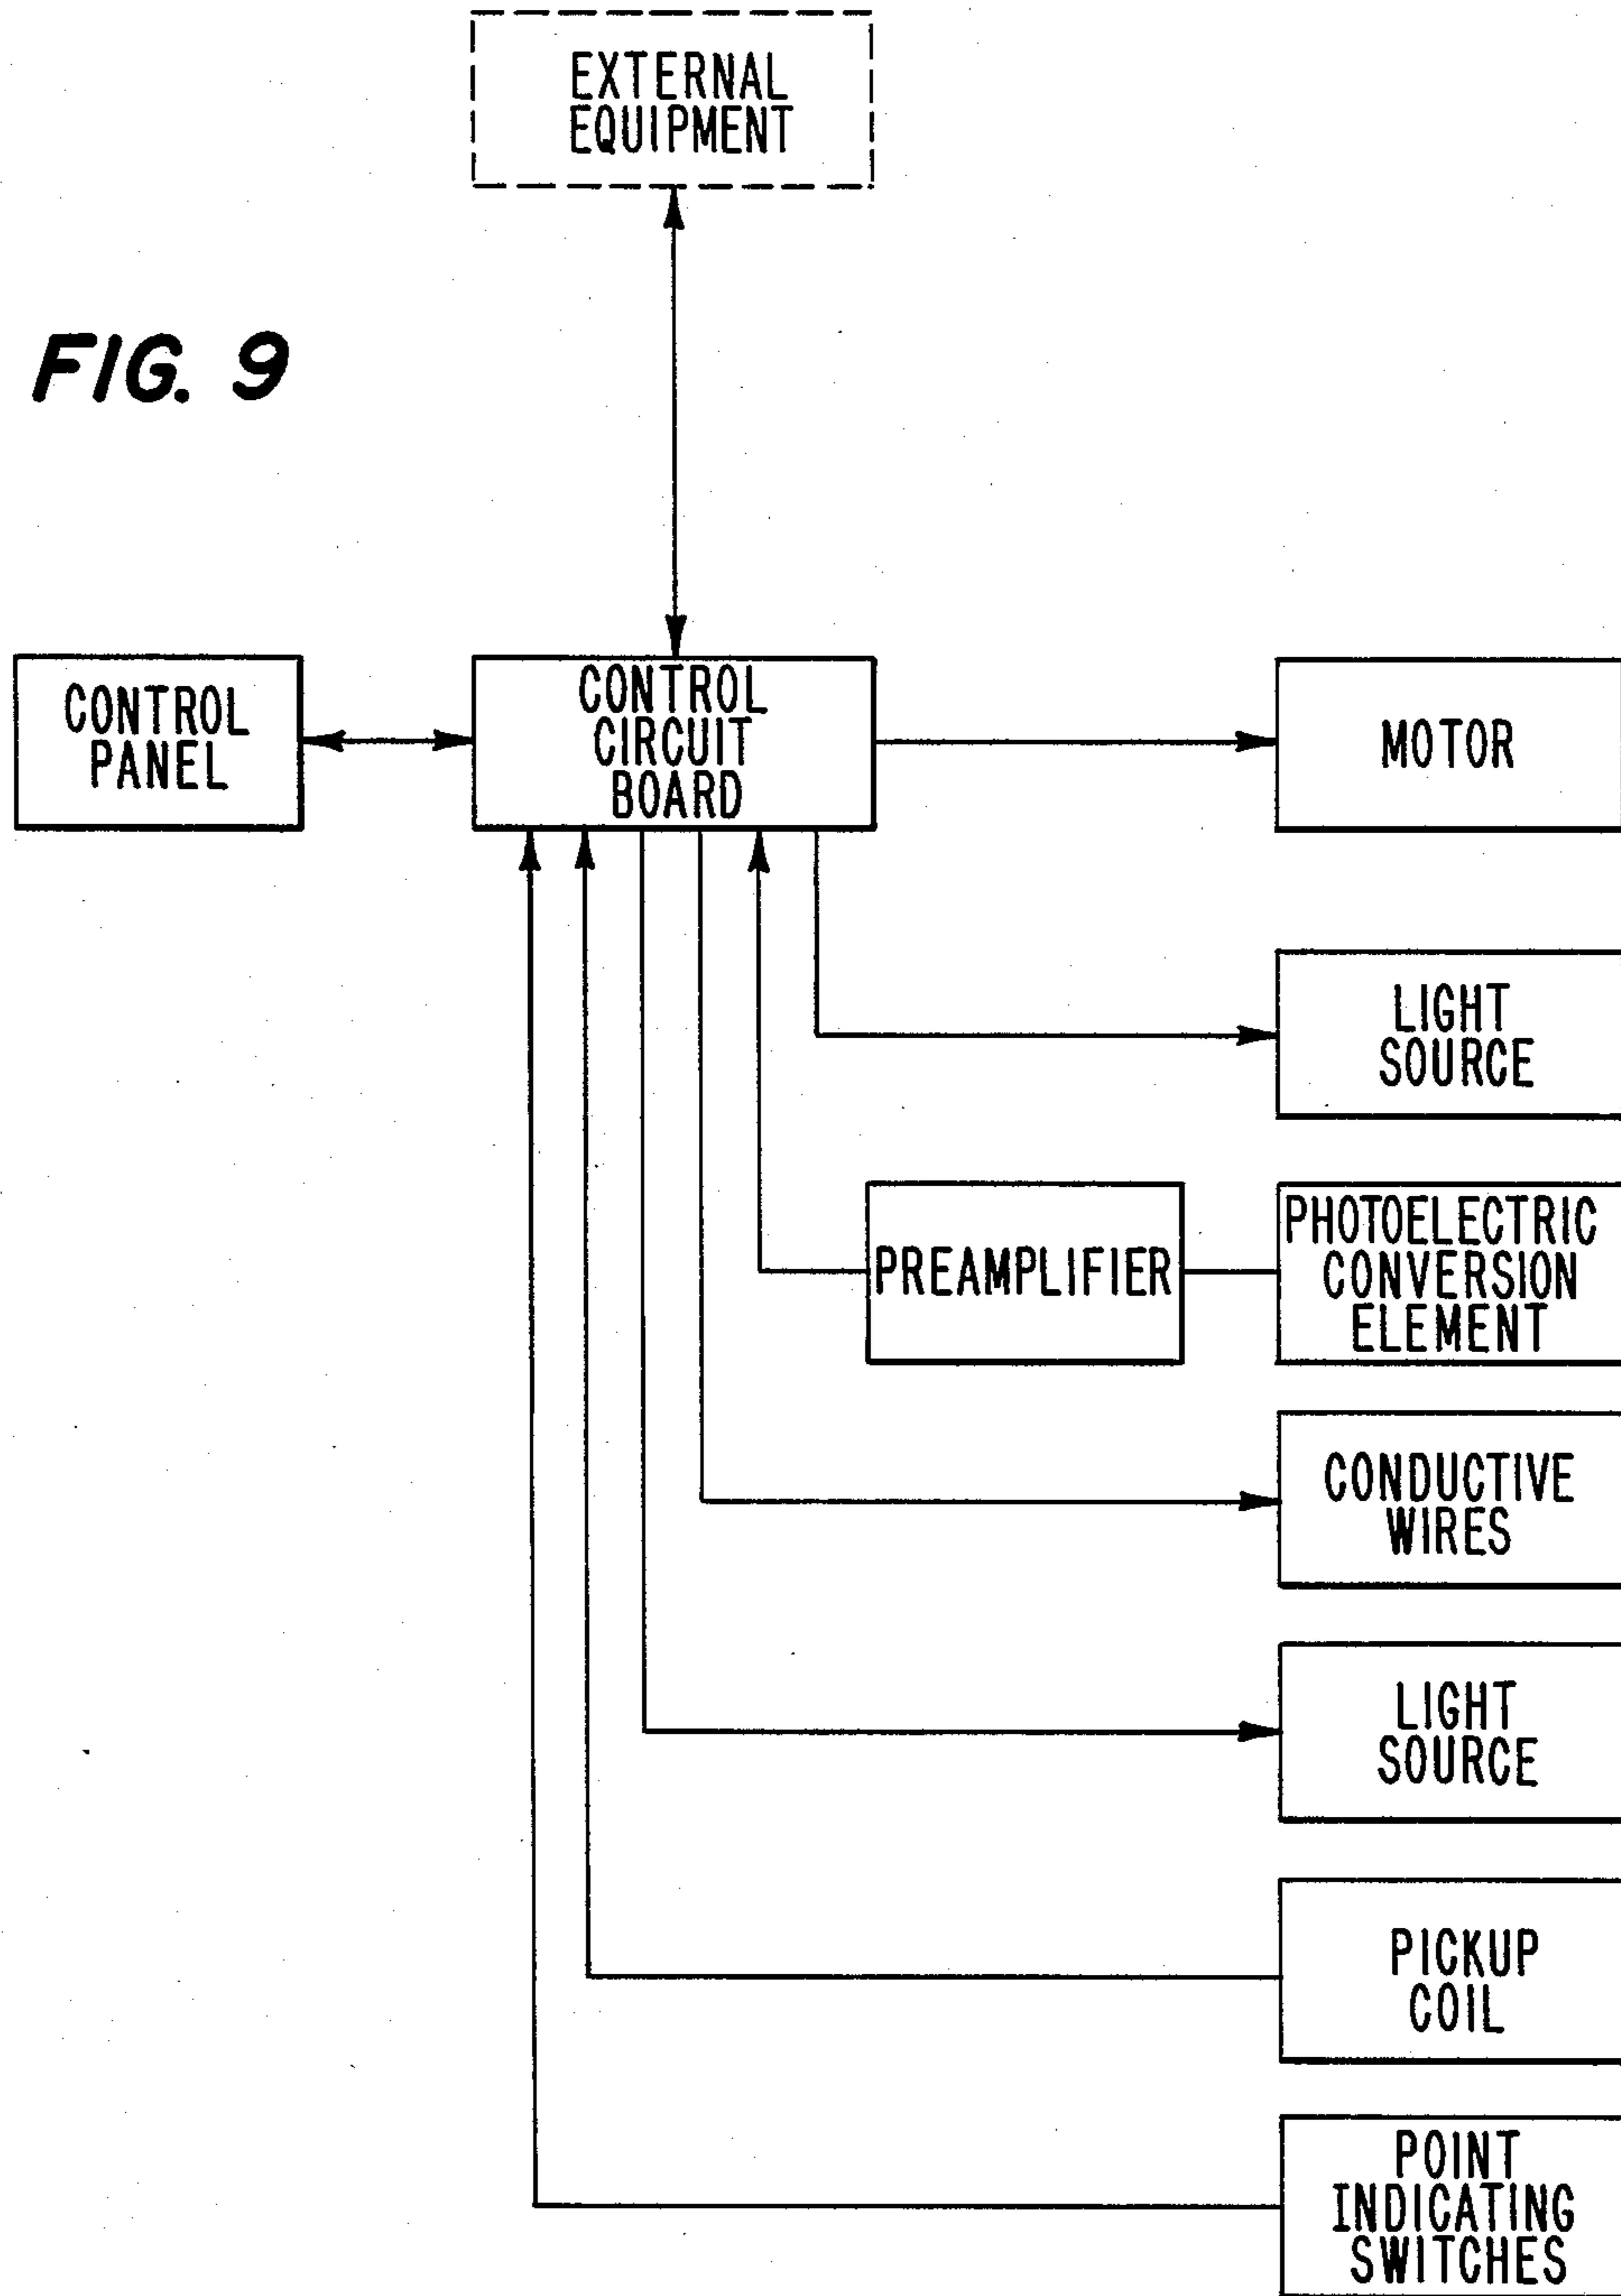 EXTERNAL
EQUIPMENT
FIG. 9
CONTROL
PANEL
CONTROL
CIRCUIT
BOARD
MOTOR
LIGHT
SOURCE
PREAMPLIFIER
PHOTOELECTRIC
CONVERSION
ELEMENT
CONDUCTIVE
WIRES
LIGHT
SOURCE
PICKUP
COIL
POINT
INDICATING
SWITCHES